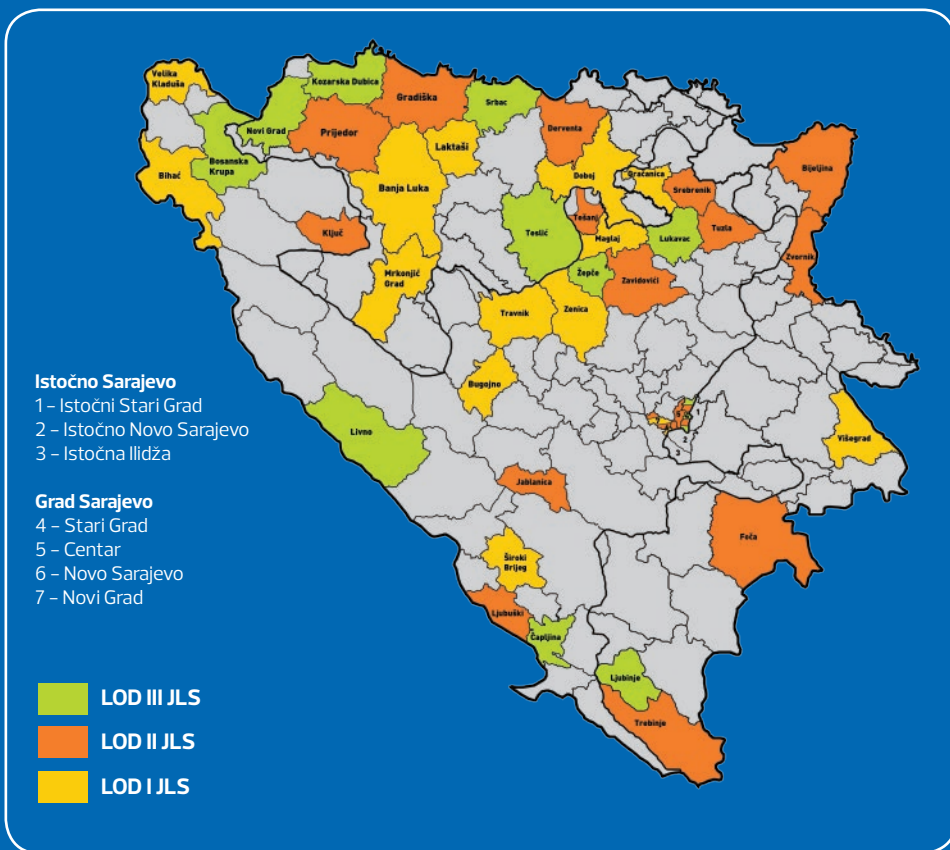 Velika
Kladuša
Kozarska Dubica
Gradiška
Srbac
Novi Grad
Prijedor
Derventa
Laktaši
Bosanska
Krupa
Bihać
Banja Luka
Doboj
Gračanica
Bijeljina
Srebrenik
Ključ
Teslić
Tešanj
Maglaj
Lukavac
Tuzla
Zvornik
Mrkonjić
Grad
Žepče
Zavidovići
Travnik
Zenica
Bugojno
Livno
Višegrad
Jablanica
Foča
Široki
Brijeg
Ljubuški
Čapljina
Ljubinje
Trebinje
1
2
3
Istočno Sarajevo
1 - Istočni Stari Grad
2 - Istočno Novo Sarajevo
3 - Istočna Ilidža
Grad Sarajevo
4 - Stari Grad
5 - Centar
6 - Novo Sarajevo
7 - Novi Grad
LOD III JLS
LOD II JLS
LOD I JLS